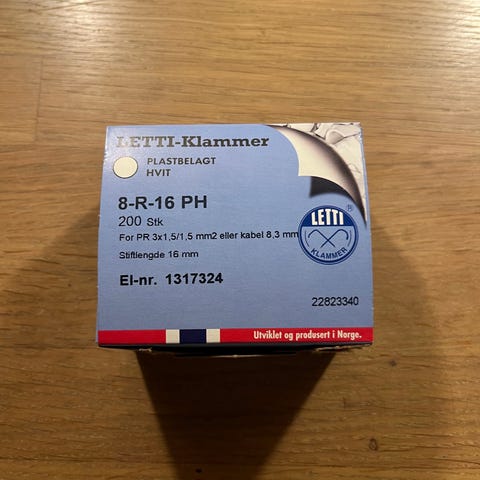 LETTI-Klammer
PLASTBELAGT
HVIT
8-R-16 PH
200 Stk
For PR 3x1,5/1,5 mm2 eller kabel 8,3 mm
Stiftlengde 16 mm
El-nr. 1317324
LETTI ®
KLAMMER
22823340
Utviklet og produsert i Norge.